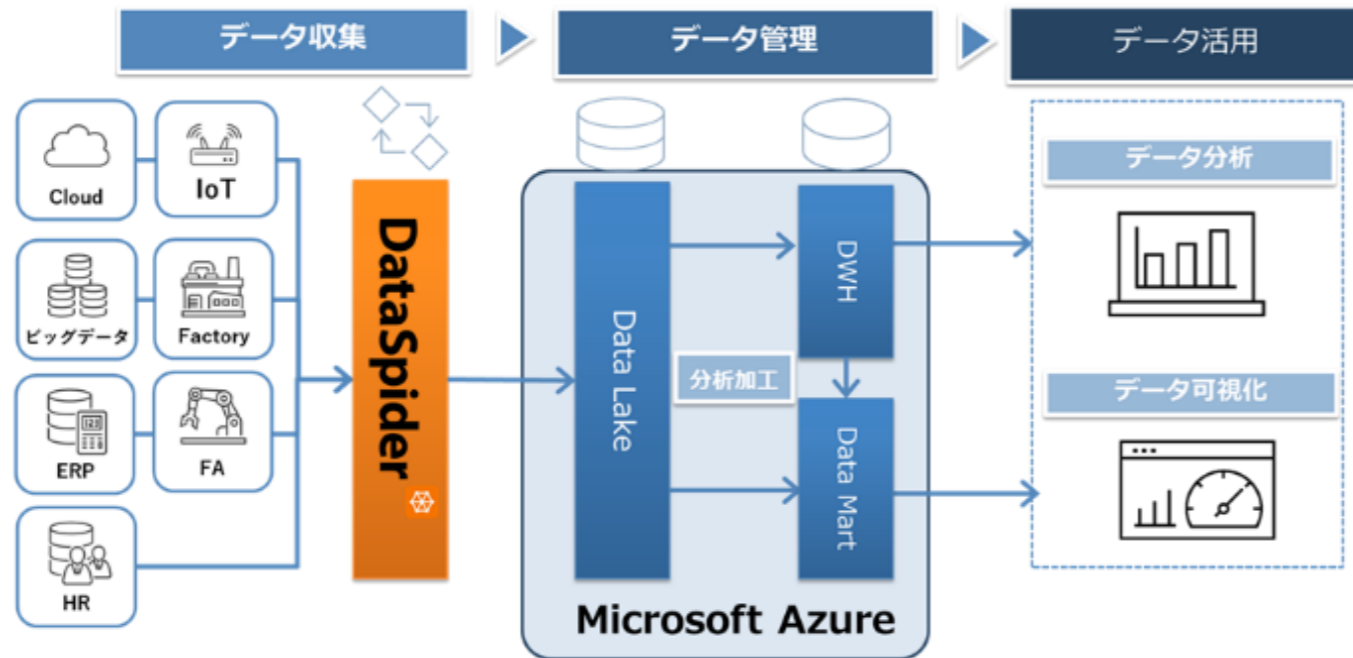 データ収集
データ管理
データ活用
Cloud
IoT
ビッグデータ
Factory
ERP
FA
HR
DataSpider
Data Lake
分析加工
DWH
Data Mart
Microsoft Azure
データ分析
データ可視化